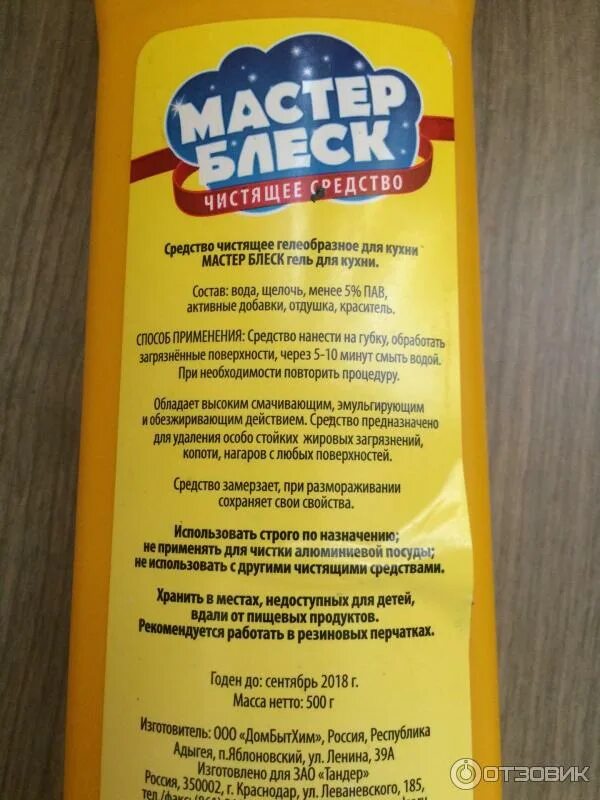 МАСТЕР
БЛЕСК
ЧИСТЯЩЕЕ СРЕДСТВО
Средство чистящее гелеобразное для кухни
МАСТЕР БЛЕСК гель для кухни.
Состав: вода, щелочь, менее 5% ПАВ,
активные добавки, отдушка, краситель.
СПОСОБ ПРИМЕНЕНИЯ: Средство нанести на губку, обработать
загрязнённые поверхности, через 5-10 минут смыть водой.
При необходимости повторить процедуру.
Обладает высоким смачивающим, эмульгирующим
и обезжиривающим действием. Средство предназначено
для удаления особо стойких жировых загрязнений,
копоти, нагаров с любых поверхностей.
Средство замерзает, при размораживании
сохраняет свои свойства.
Использовать строго по назначению;
не применять для чистки алюминиевой посуды;
не использовать с другими чистящими средствами.
Хранить в местах, недоступных для детей,
вдали от пищевых продуктов.
Рекомендуется работать в резиновых перчатках.
Годен до: сентябрь 2018 г.
Масса нетто: 500 г
Изготовитель: ООО «ДомБытХим», Россия, Республика
Адыгея, п.Яблоновский, ул. Ленина, 39А
Изготовлено для ЗАО «Тандер»
Россия, 350002, г. Краснодар, ул. Леваневского, 185,
ОТЗОВИК